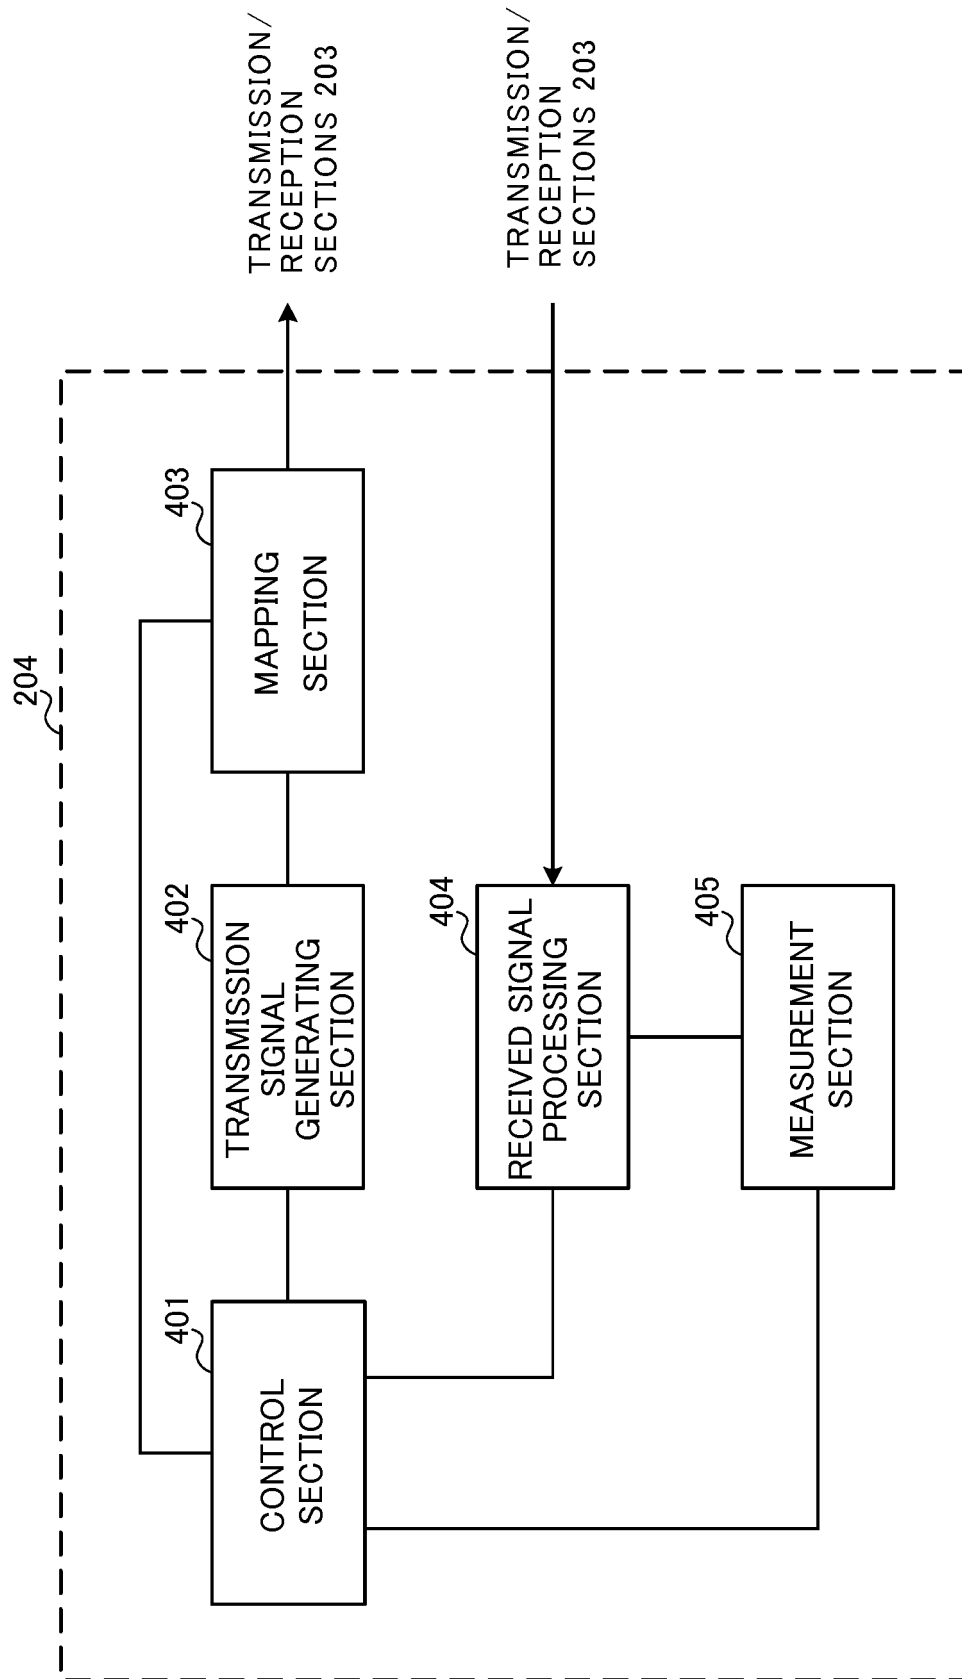 204
401
CONTROL
SECTION
402
TRANSMISSION
SIGNAL
GENERATING
SECTION
403
MAPPING
SECTION
TRANSMISSION/
RECEPTION
SECTIONS 203
404
RECEIVED SIGNAL
PROCESSING
SECTION
TRANSMISSION/
RECEPTION
SECTIONS 203
405
MEASUREMENT
SECTION